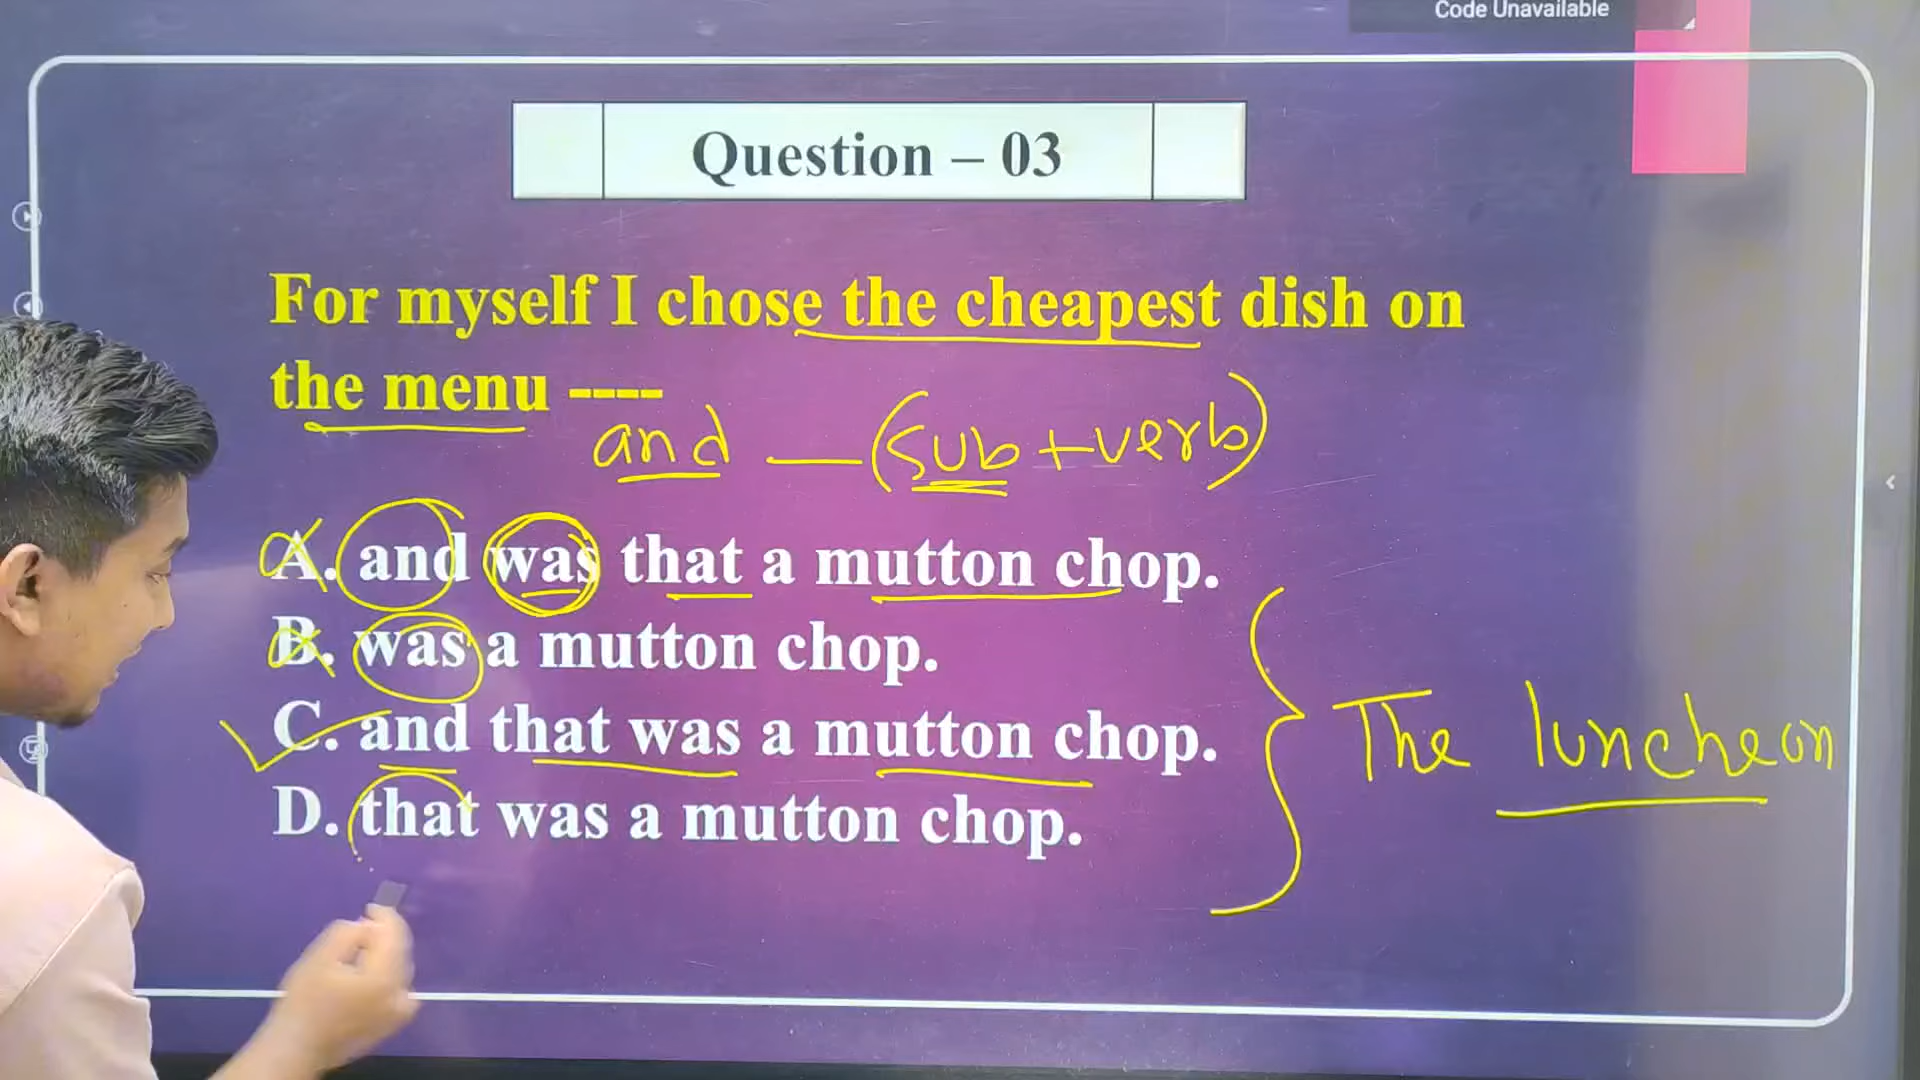 Code Unavailable
Question – 03
For myself I chose the cheapest dish on
the menu ----
and — (sub+verb)
A. and was that a mutton chop.
B. was a mutton chop.
C. and that was a mutton chop.
D. that was a mutton chop.
The luncheon